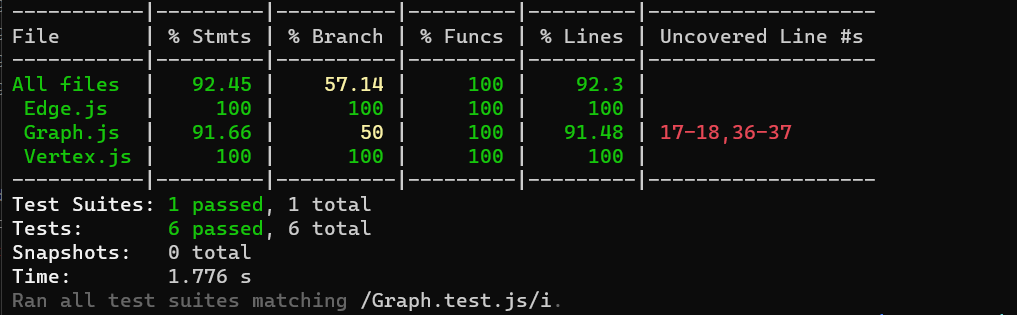 -----------|---------|----------|---------|---------|-------------------
File       | % Stmts | % Branch | % Funcs | % Lines | Uncovered Line #s
-----------|---------|----------|---------|---------|-------------------
All files  |   92.45 |    57.14 |     100 |    92.3 |
 Edge.js   |     100 |      100 |     100 |     100 |
 Graph.js  |   91.66 |       50 |     100 |   91.48 | 17-18,36-37
 Vertex.js |     100 |      100 |     100 |     100 |
-----------|---------|----------|---------|---------|-------------------
Test Suites: 1 passed, 1 total
Tests:       6 passed, 6 total
Snapshots:   0 total
Time:        1.776 s
Ran all test suites matching /Graph.test.js/i.